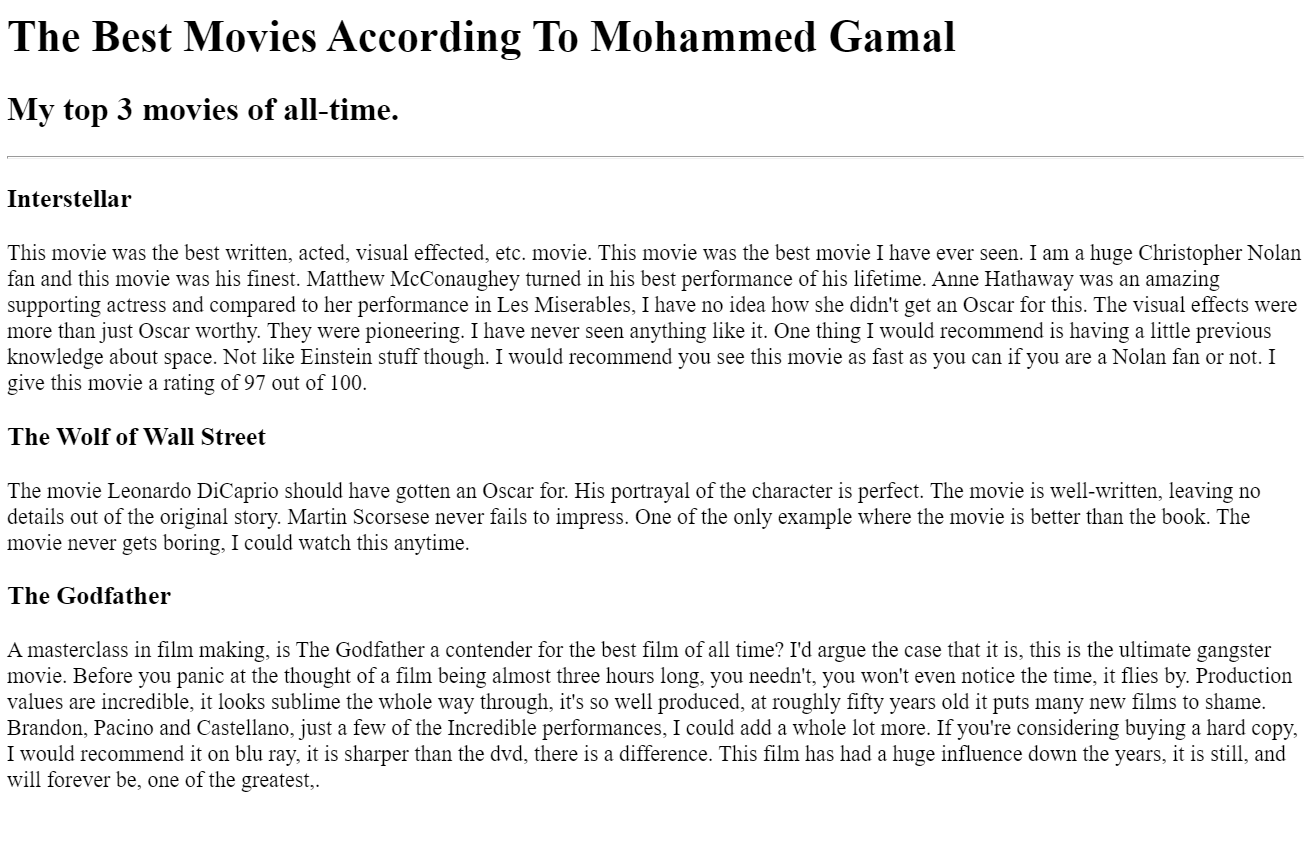 The Best Movies According To Mohammed Gamal
My top 3 movies of all-time.
Interstellar
This movie was the best written, acted, visual effected, etc. movie. This movie was the best movie I have ever seen. I am a huge Christopher Nolan
fan and this movie was his finest. Matthew McConaughey turned in his best performance of his lifetime. Anne Hathaway was an amazing
supporting actress and compared to her performance in Les Miserables, I have no idea how she didn't get an Oscar for this. The visual effects were
more than just Oscar worthy. They were pioneering. I have never seen anything like it. One thing I would recommend is having a little previous
knowledge about space. Not like Einstein stuff though. I would recommend you see this movie as fast as you can if you are a Nolan fan or not. I
give this movie a rating of 97 out of 100.
The Wolf of Wall Street
The movie Leonardo DiCaprio should have gotten an Oscar for. His portrayal of the character is perfect. The movie is well-written, leaving no
details out of the original story. Martin Scorsese never fails to impress. One of the only example where the movie is better than the book. The
movie never gets boring, I could watch this anytime.
The Godfather
A masterclass in film making, is The Godfather a contender for the best film of all time? I'd argue the case that it is, this is the ultimate gangster
movie. Before you panic at the thought of a film being almost three hours long, you needn't, you won't even notice the time, it flies by. Production
values are incredible, it looks sublime the whole way through, it's so well produced, at roughly fifty years old it puts many new films to shame.
Brandon, Pacino and Castellano, just a few of the Incredible performances, I could add a whole lot more. If you're considering buying a hard copy,
I would recommend it on blu ray, it is sharper than the dvd, there is a difference. This film has had a huge influence down the years, it is still, and
will forever be, one of the greatest,.